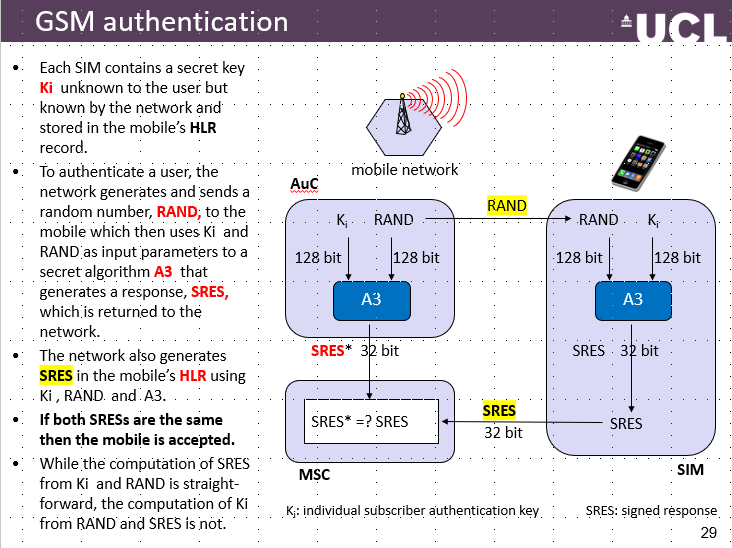 GSM authentication
UCL
• Each SIM contains a secret key
Ki unknown to the user but
known by the network and
stored in the mobile's HLR
record.
• To authenticate a user, the
network generates and sends a
random number, RAND, to the
mobile which then uses Ki and
RAND as input parameters to a
secret algorithm A3 that
generates a response, SRES,
which is returned to the
network.
• The network also generates
SRES in the mobile's HLR using
Ki , RAND and A3.
• If both SRESs are the same
then the mobile is accepted.
• While the computation of SRES
from Ki and RAND is straight-
forward, the computation of Ki
from RAND and SRES is not.
mobile network
AuC
RAND
Ki RAND
RAND Ki
128 bit 128 bit
128 bit 128 bit
A3
A3
SRES* 32 bit
SRES 32 bit
SRES* =? SRES
SRES
32 bit
SRES
MSC
SIM
Ki: individual subscriber authentication key
SRES: signed response
29